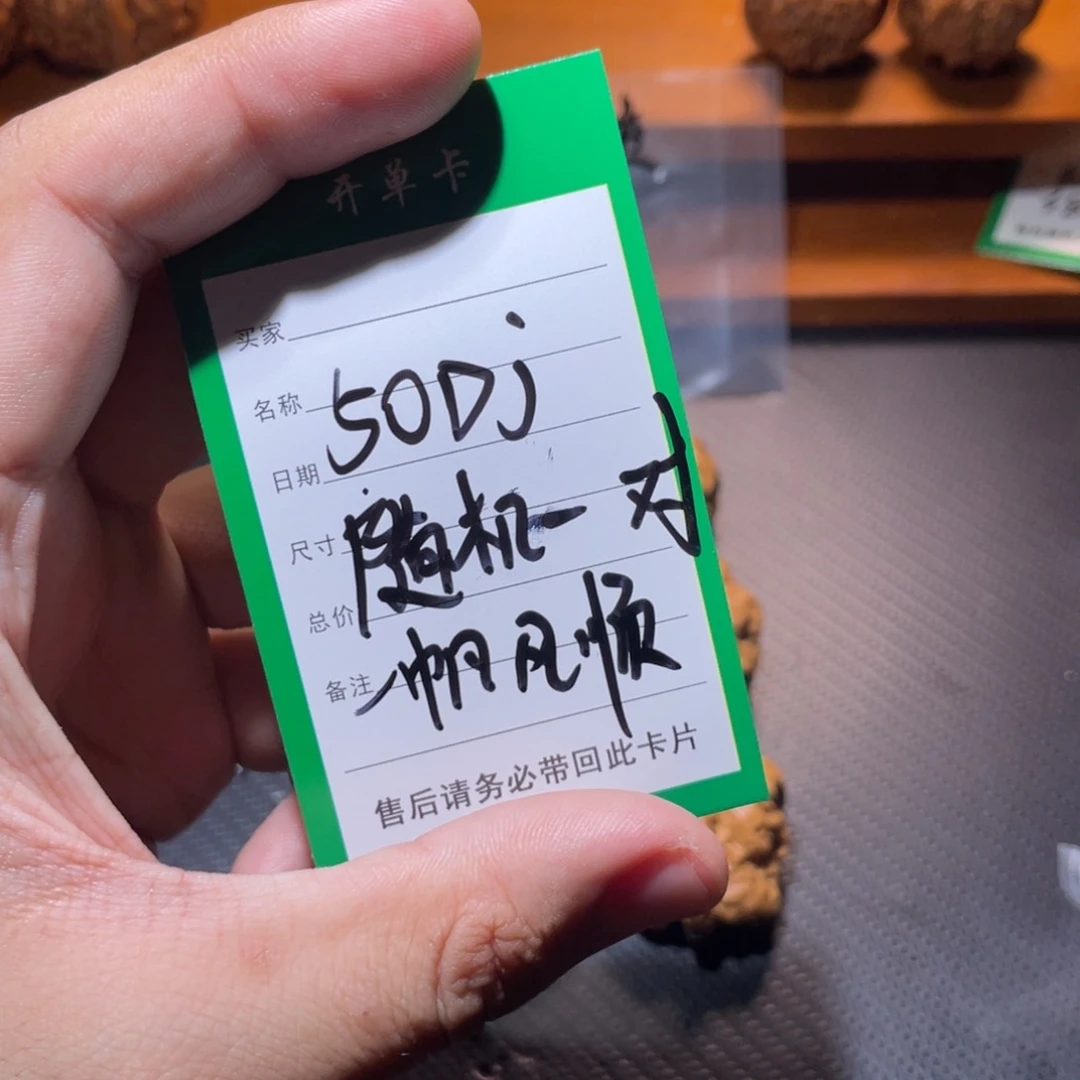 开单卡
买家
名称 50Dj
日期
尺寸 随机一对
总价
备注 一帆风顺
售后请务必带回此卡片